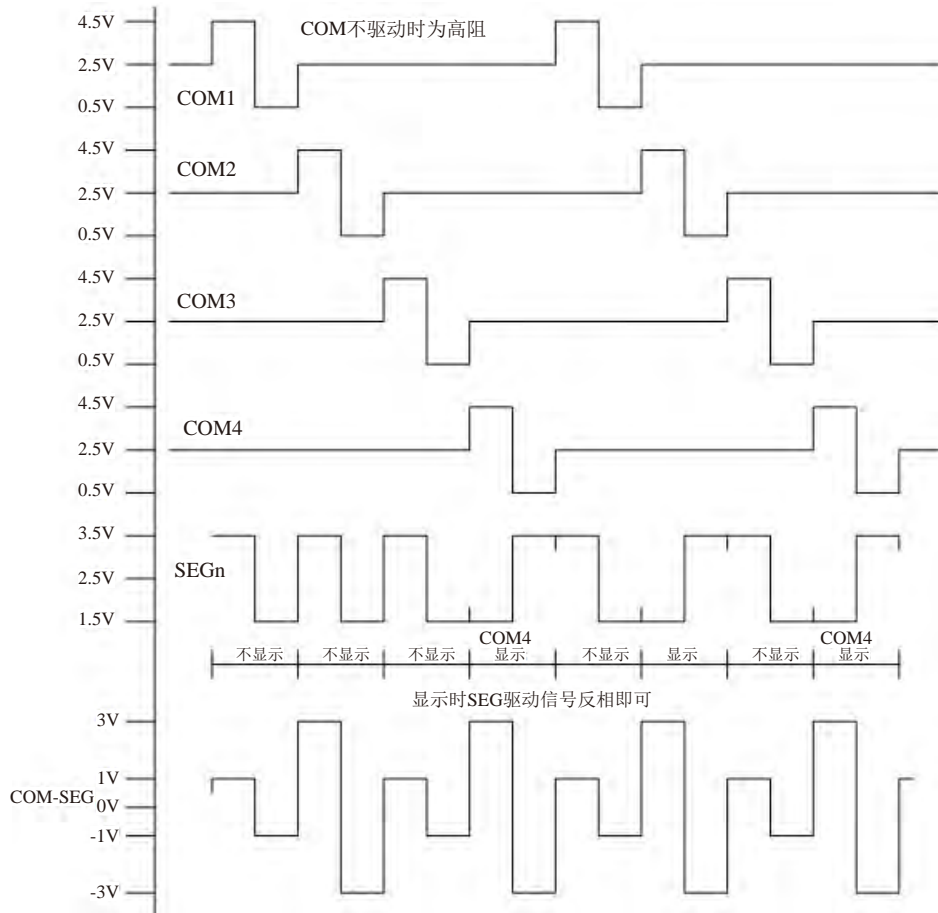 4.5V
COM不驱动时为高阻
2.5V
COM1
0.5V
4.5V
COM2
2.5V
0.5V
4.5V
COM3
2.5V
0.5V
4.5V
COM4
2.5V
0.5V
3.5V
SEGn
2.5V
1.5V
COM4 COM4
不显示 不显示 不显示 显示 不显示 显示 不显示 显示
显示时SEG驱动信号反相即可
3V
1V
COM-SEG 0V
-1V
-3V